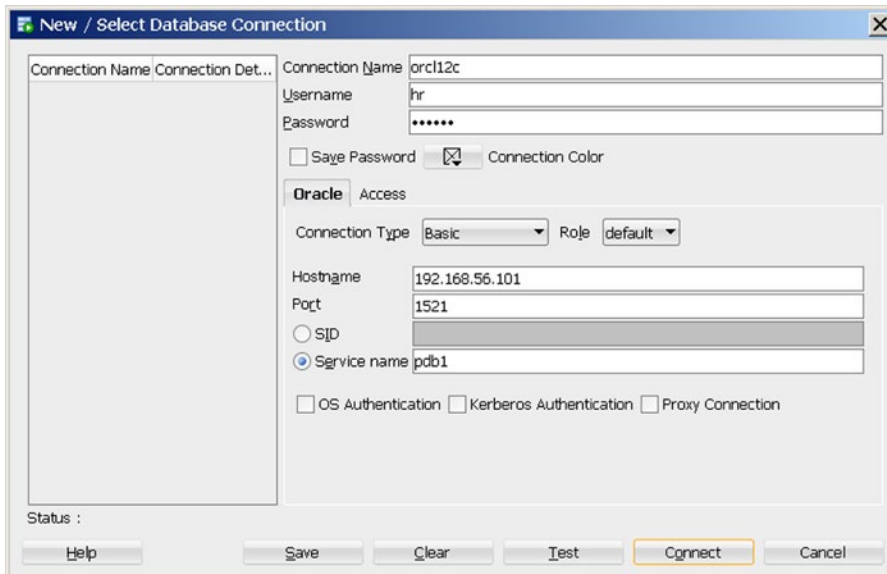 New / Select Database Connection
Connection Name Connection Det...
Connection Name orcl12c
Username hr
Password ••••••
Save Password Connection Color
Oracle Access
Connection Type Basic Role default
Hostname 192.168.56.101
Port 1521
SID
Service name pdb1
OS Authentication Kerberos Authentication Proxy Connection
Status :
Help Save Clear Test Connect Cancel